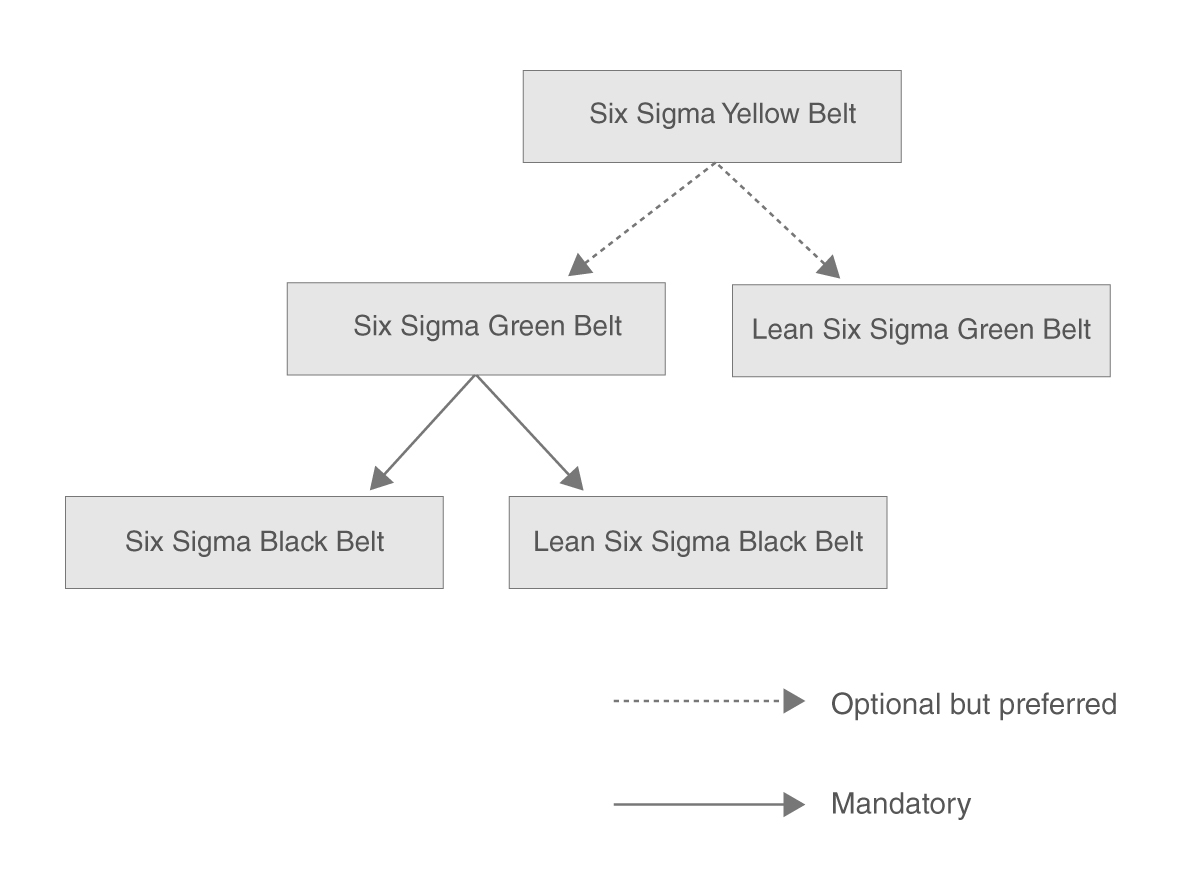 Six Sigma Yellow Belt
Six Sigma Green Belt
Lean Six Sigma Green Belt
Six Sigma Black Belt
Lean Six Sigma Black Belt
Optional but preferred
Mandatory